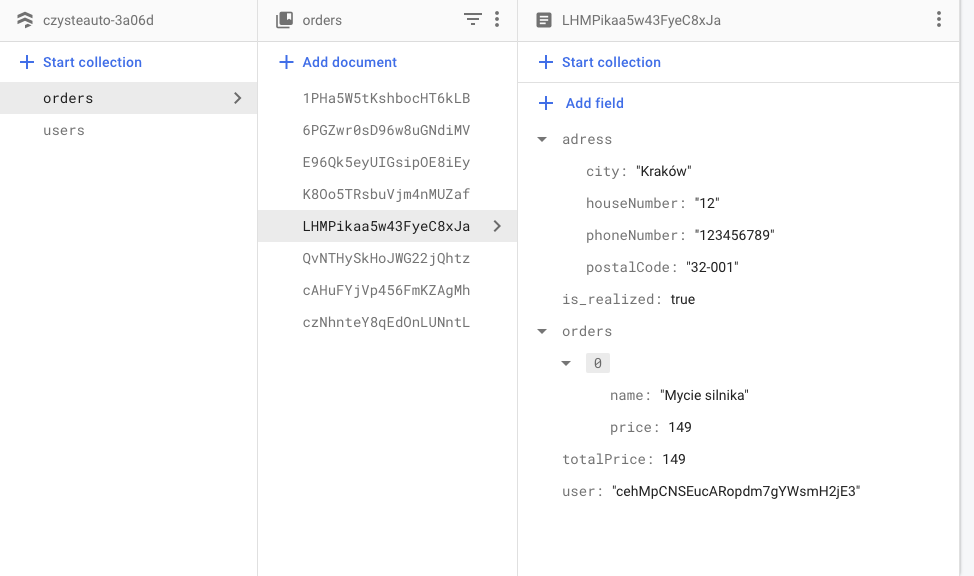 czysteauto-3a06d
Start collection
orders
users
orders
Add document
1PHa5W5tKshbocHT6kLB
6PGZwr0sD96w8uGNdiMV
E96Qk5eyUIGsipOE8iEy
K8Oo5TRsbuVjm4nMUZaf
LHMPikaa5w43FyeC8xJa
QvNTHySkHoJWG22jQhtz
cAHuFYjVp456FmKZAgMh
czNhnteY8qEdOnLUNntL
LHMPikaa5w43FyeC8xJa
Start collection
Add field
adress
city: "Kraków"
houseNumber: "12"
phoneNumber: "123456789"
postalCode: "32-001"
is_realized: true
orders
0
name: "Mycie silnika"
price: 149
totalPrice: 149
user: "cehMpCNSEucARopdm7gYWsmH2jE3"